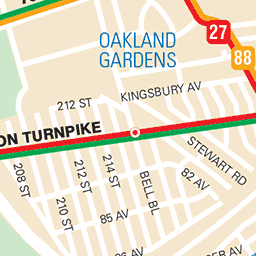 27
OAKLAND
GARDENS
88
KINGSBURY AV
212 ST
ON TURNPIKE
STEWART RD
208 ST
210 ST
212 ST
214 ST
BELL BL
82 AV
85 AV